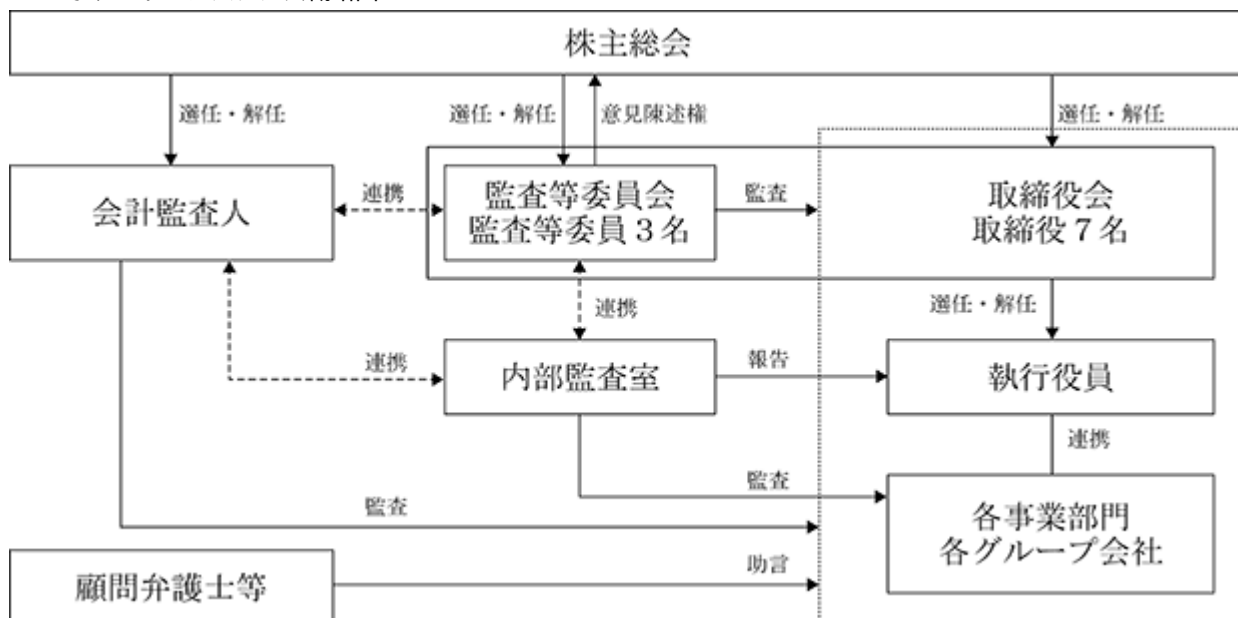 株主総会
選任・解任
選任・解任
意見陳述権
選任・解任
会計監査人
連携
監査等委員会
監査等委員3名
監査
取締役会
取締役7名
連携
選任・解任
連携
内部監査室
報告
執行役員
連携
監査
監査
各事業部門
各グループ会社
顧問弁護士等
助言